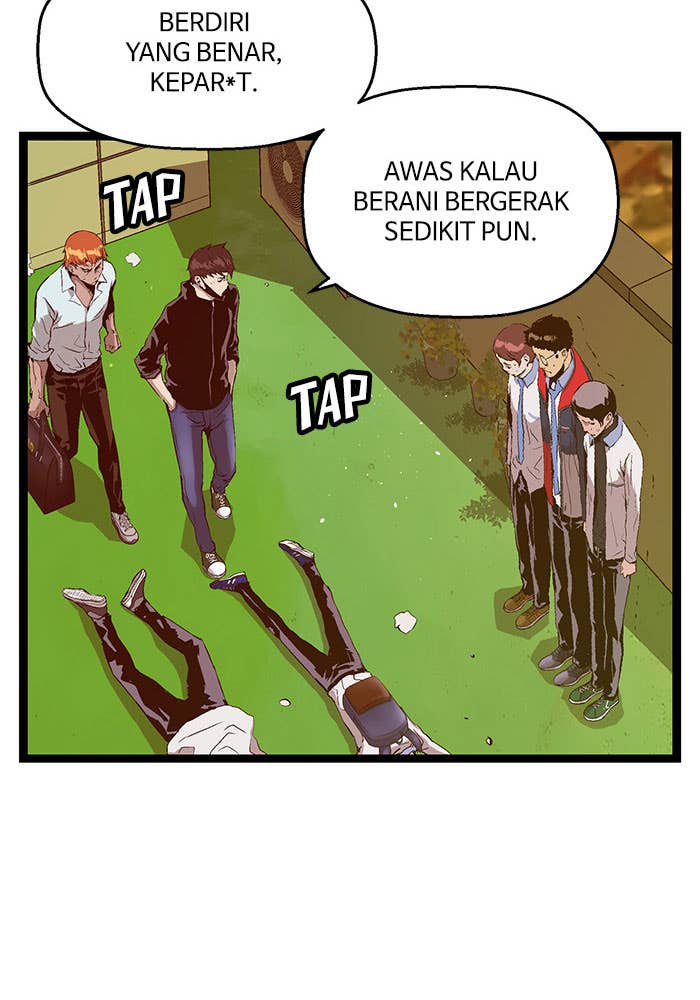 BERDIRI
YANG BENAR,
KEPAR*T.
AWAS KALAU
BERANI BERGERAK
SEDIKIT PUN.
TAP
TAP